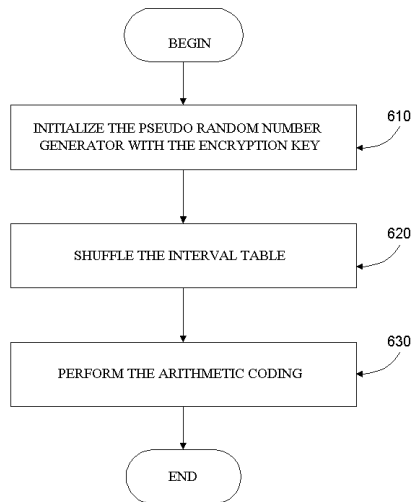 BEGIN
INITIALIZE THE PSEUDO RANDOM NUMBER
GENERATOR WITH THE ENCRYPTION KEY
610
SHUFFLE THE INTERVAL TABLE
620
PERFORM THE ARITHMETIC CODING
630
END